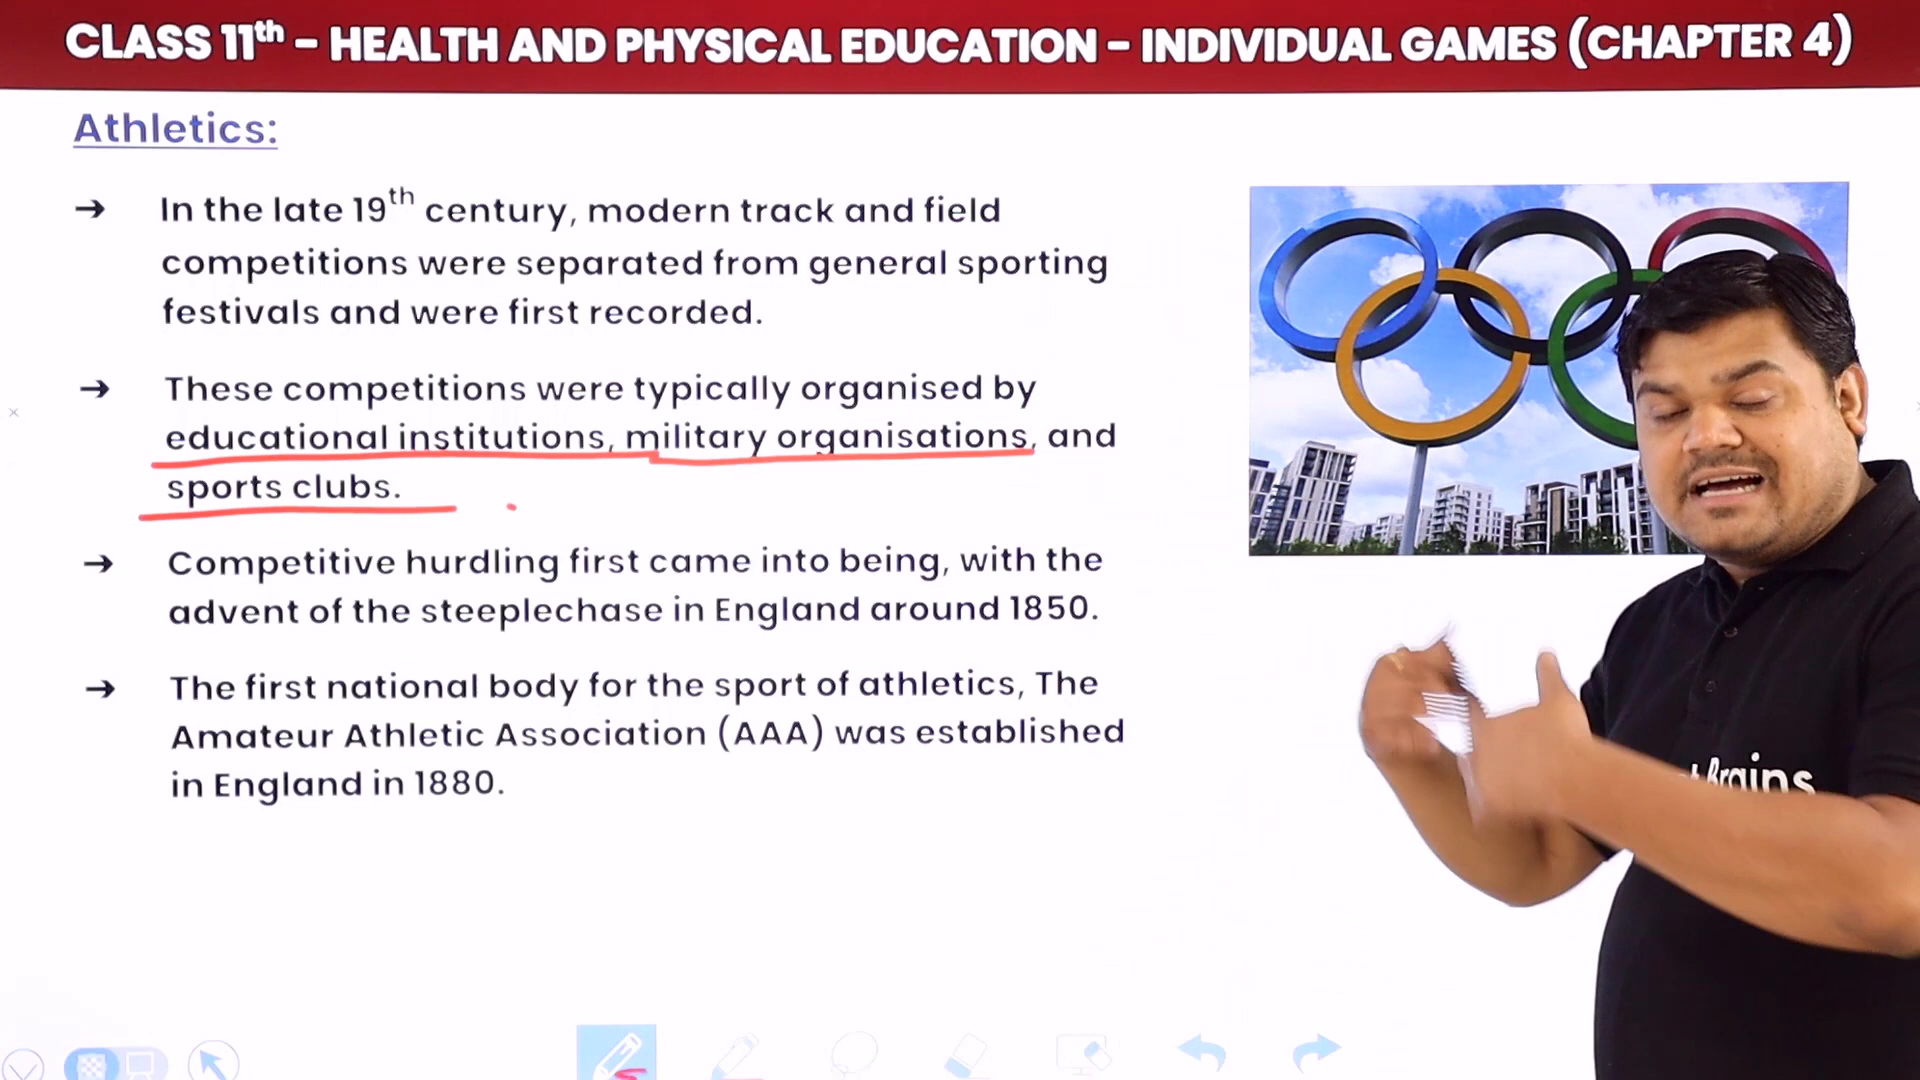 CLASS 11th – HEALTH AND PHYSICAL EDUCATION – INDIVIDUAL GAMES (CHAPTER 4)
Athletics:
→ In the late 19th century, modern track and field
competitions were separated from general sporting
festivals and were first recorded.
→ These competitions were typically organised by
educational institutions, military organisations, and
sports clubs.
→ Competitive hurdling first came into being, with the
advent of the steeplechase in England around 1850.
→ The first national body for the sport of athletics, The
Amateur Athletic Association (AAA) was established
in England in 1880.
Brains